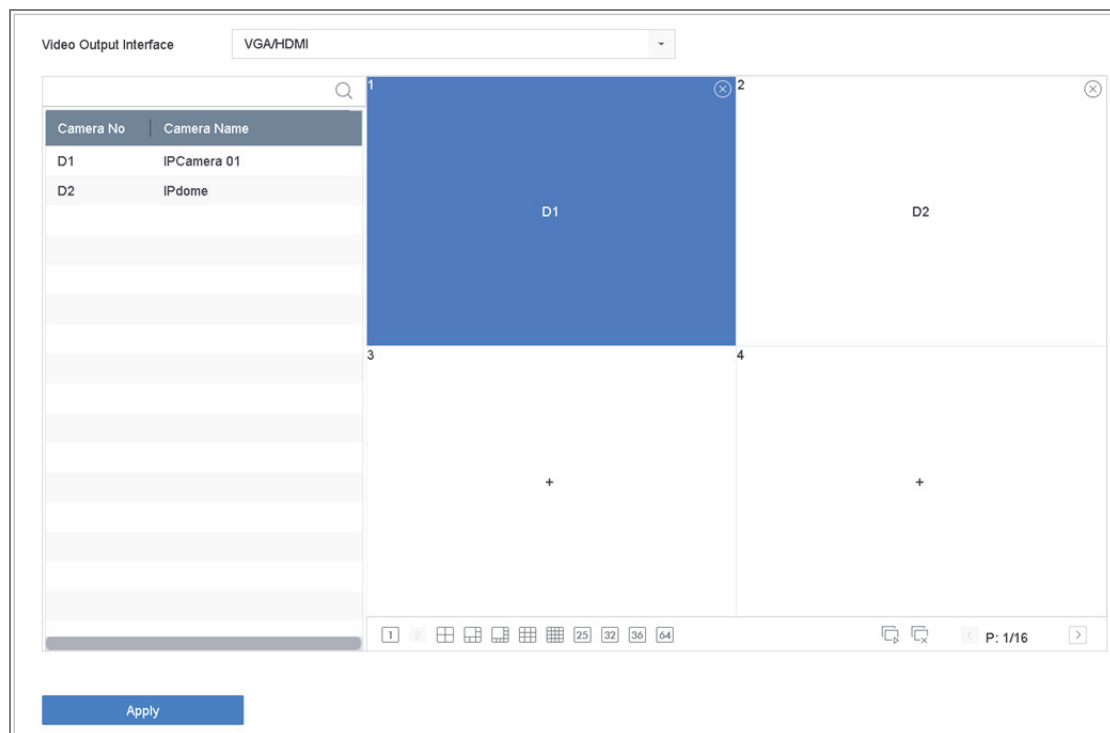 Video Output Interface VGA/HDMI
Camera No Camera Name
D1 IPCamera 01
D2 IPdome
1
D1
2
D2
3
+
4
+
1 2 25 32 36 64 P: 1/16
Apply